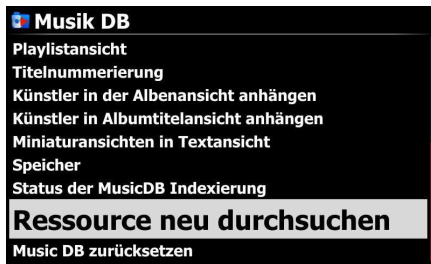 Musik DB
Playlistansicht
Titelnummerierung
Künstler in der Albenansicht anhängen
Künstler in Albumtitelansicht anhängen
Miniaturansichten in Textansicht
Speicher
Status der MusicDB Indexierung
Ressource neu durchsuchen
Music DB zurücksetzen